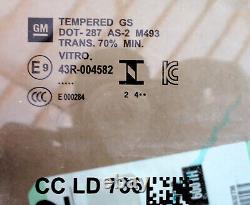 GM
TEMPERED GS
DOT-287 AS-2 M493
TRANS. 70% MIN.
VITRO.
E9 43R-004582
CCC E 000284
2 4••
CC LD